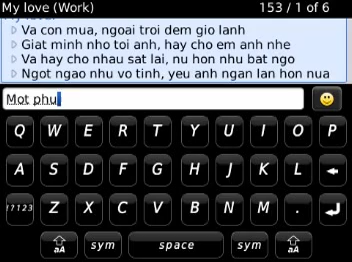 My love (Work) 153 / 1 of 6
Va con mua, ngoai troi dem gio lanh
Giat minh nho toi anh, hay cho em anh nhe
Va hay cho nhau sat lai, nu hon nhu bat ngo
Ngot ngao nhu vo tinh, yeu anh ngan lan hon nua
Mot phu
Q W E R T Y U I O P
A S D F G H J K L
!?123 Z X C V B N M .
aA sym space sym aA